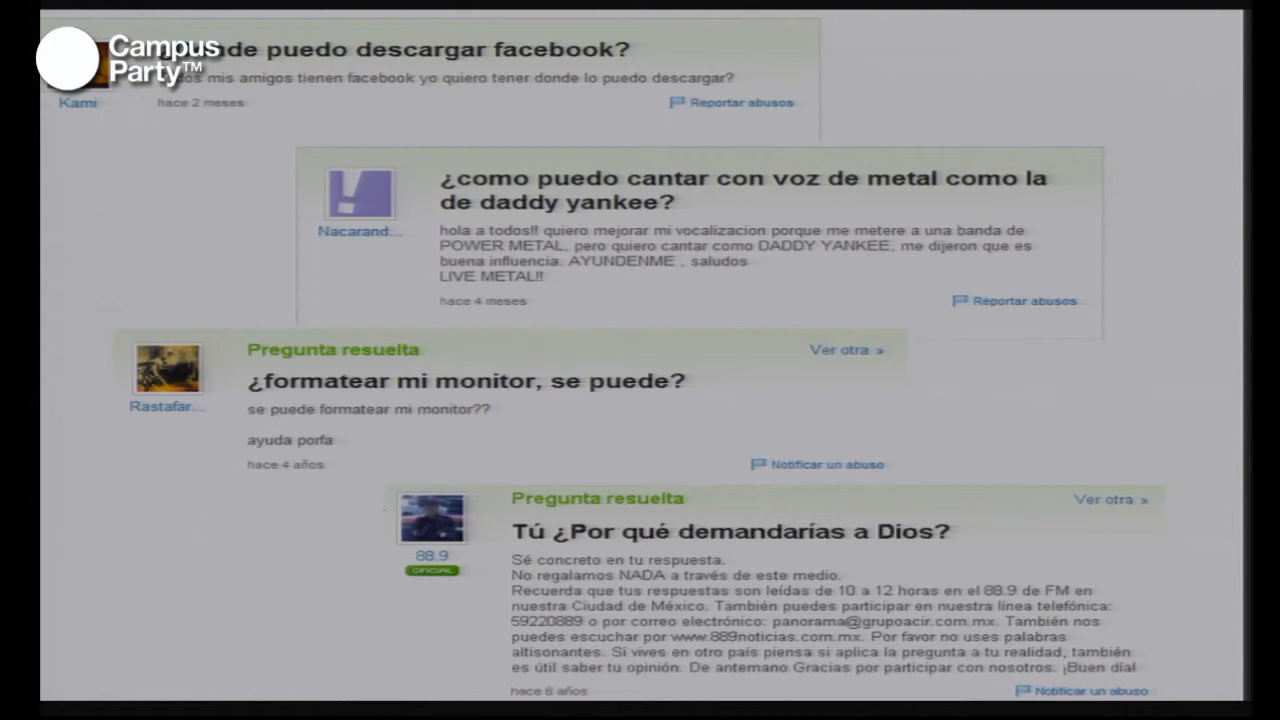 Campus
Party™
nde puedo descargar facebook?
os mis amigos tienen facebook yo quiero tener donde lo puedo descargar?
Kami
hace 2 meses
Reportar abusos
¿como puedo cantar con voz de metal como la
de daddy yankee?
Nacarand...
hola a todos!! quiero mejorar mi vocalizacion porque me metere a una banda de
POWER METAL, pero quiero cantar como DADDY YANKEE, me dijeron que es
buena influencia. AYUNDENME , saludos
LIVE METAL!!
hace 4 meses
Reportar abusos
Pregunta resuelta
Ver otra »
¿formatear mi monitor, se puede?
Rastafar...
se puede formatear mi monitor??
ayuda porfa
hace 4 años
Notificar un abuso
Pregunta resuelta
Ver otra »
Tú ¿Por qué demandarías a Dios?
88.9
OFICIAL
Sé concreto en tu respuesta.
No regalamos NADA a través de este medio.
Recuerda que tus respuestas son leídas de 10 a 12 horas en el 88.9 de FM en
nuestra Ciudad de México. También puedes participar en nuestra línea telefónica:
59220889 o por correo electrónico: panorama@grupoacir.com.mx. También nos
puedes escuchar por www.889noticias.com.mx. Por favor no uses palabras
altisonantes. Si vives en otro país piensa si aplica la pregunta a tu realidad, también
es útil saber tu opinión. De antemano Gracias por participar con nosotros. ¡Buen día!
hace 6 años
Notificar un abuso